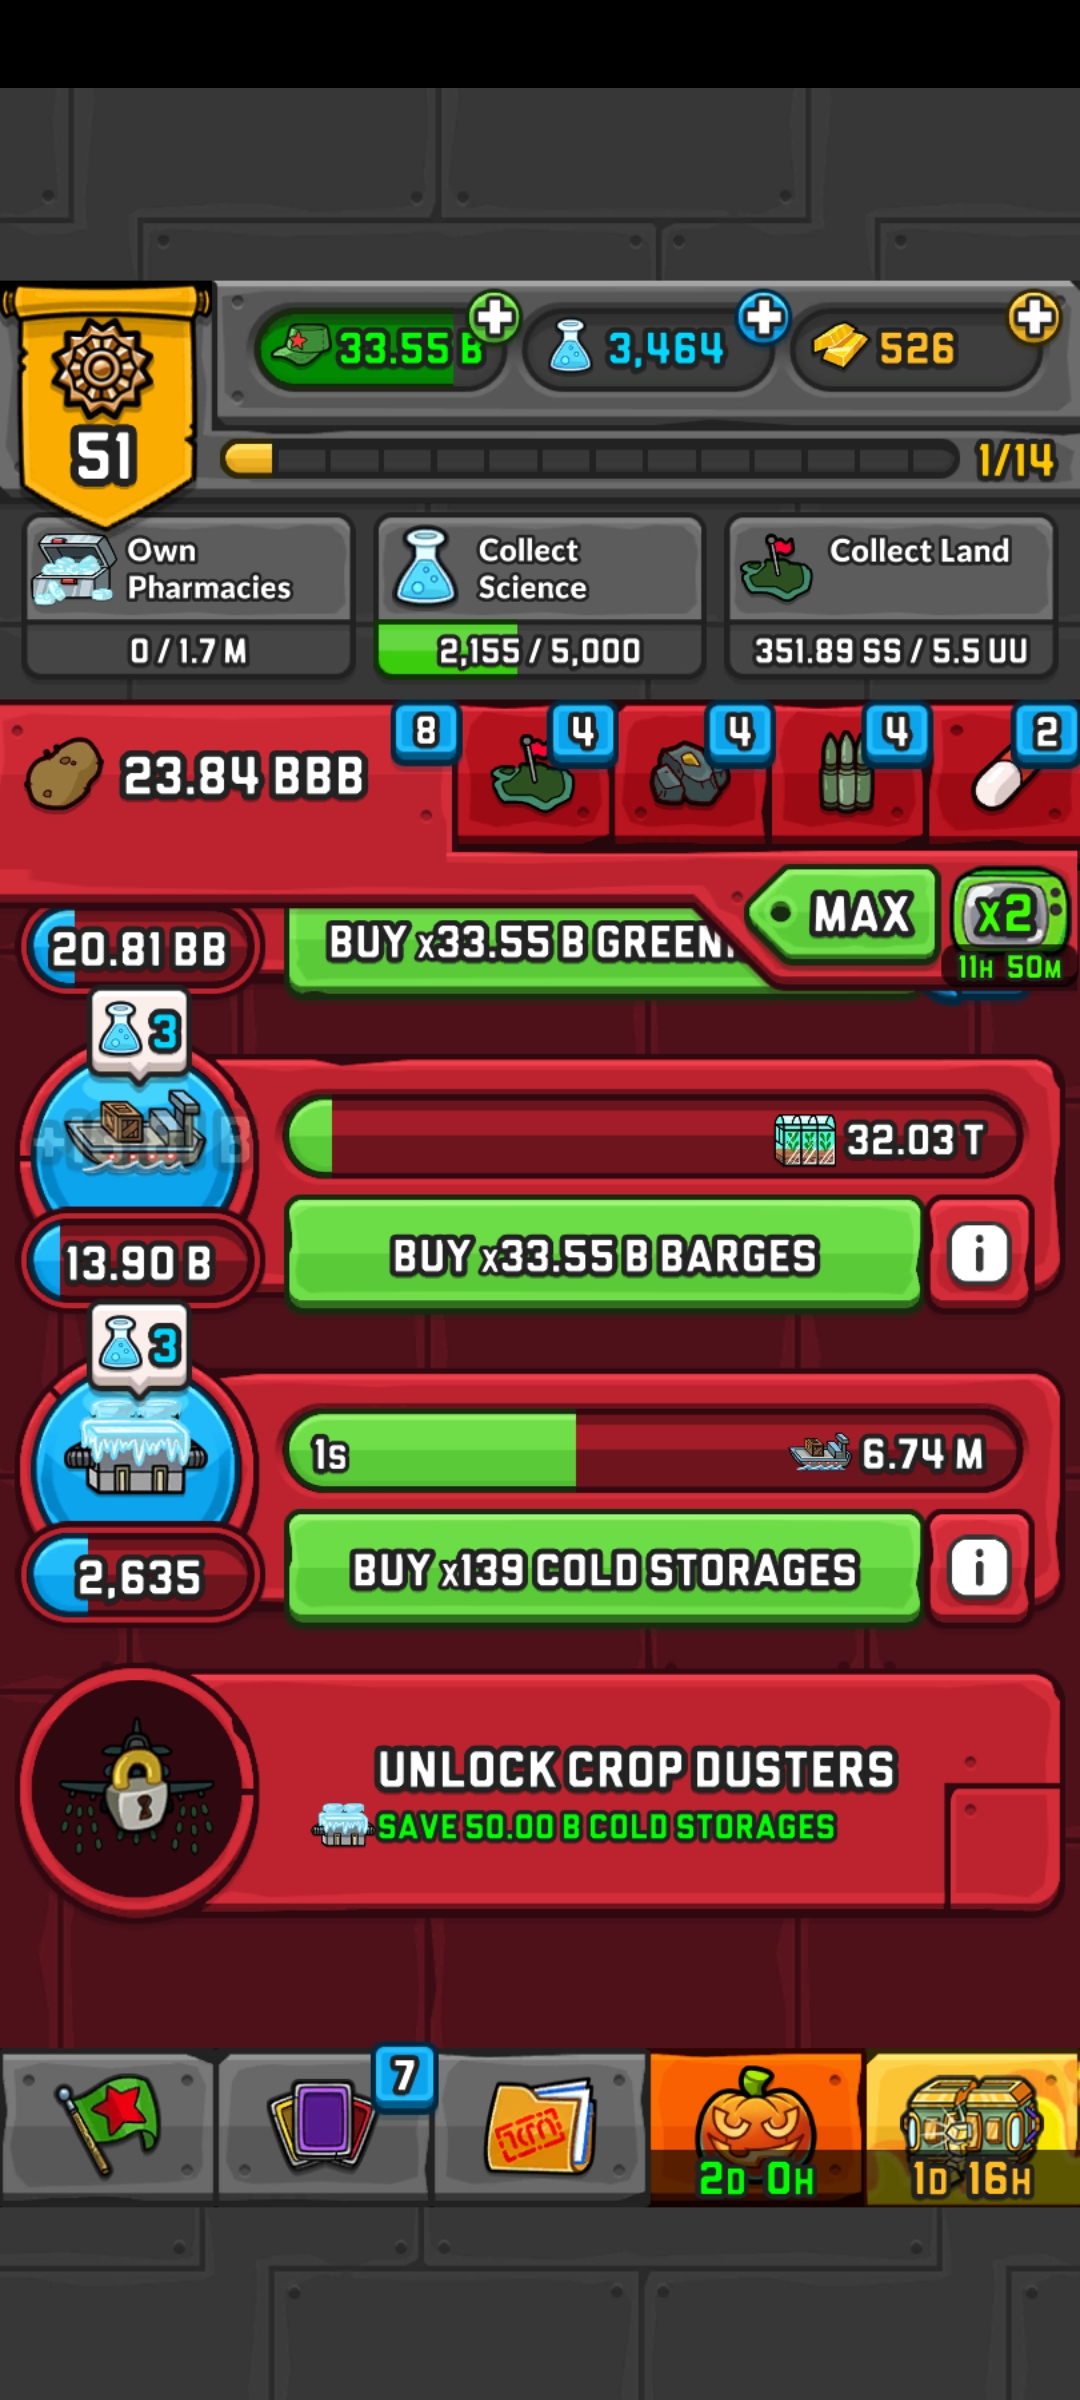 33.55 B
3,464
526
51
1/14
Own
Pharmacies
0 / 1.7 M
Collect
Science
2,155 / 5,000
Collect Land
351.89 SS / 5.5 UU
23.84 BBB
8
4
4
4
2
MAX
x2
11H 50M
20.81 BB
BUY x33.55 B
3
32.03 T
13.90 B
BUY x33.55 B BARGES
3
1s
6.74 M
2,635
BUY x139 COLD STORAGES
UNLOCK CROP DUSTERS
SAVE 50.00 B COLD STORAGES
7
2D 0H
1D 16H